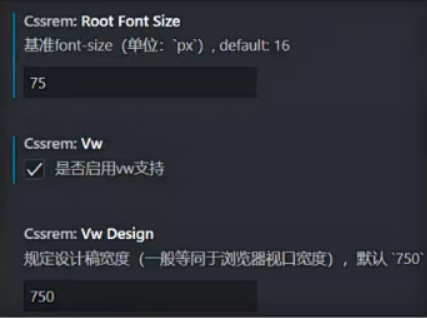 Cssrem: Root Font Size
基准font-size（单位：`px`）, default: 16
75
Cssrem: Vw
是否启用vw支持
Cssrem: Vw Design
规定设计稿宽度（一般等同于浏览器视口宽度），默认 `750`
750